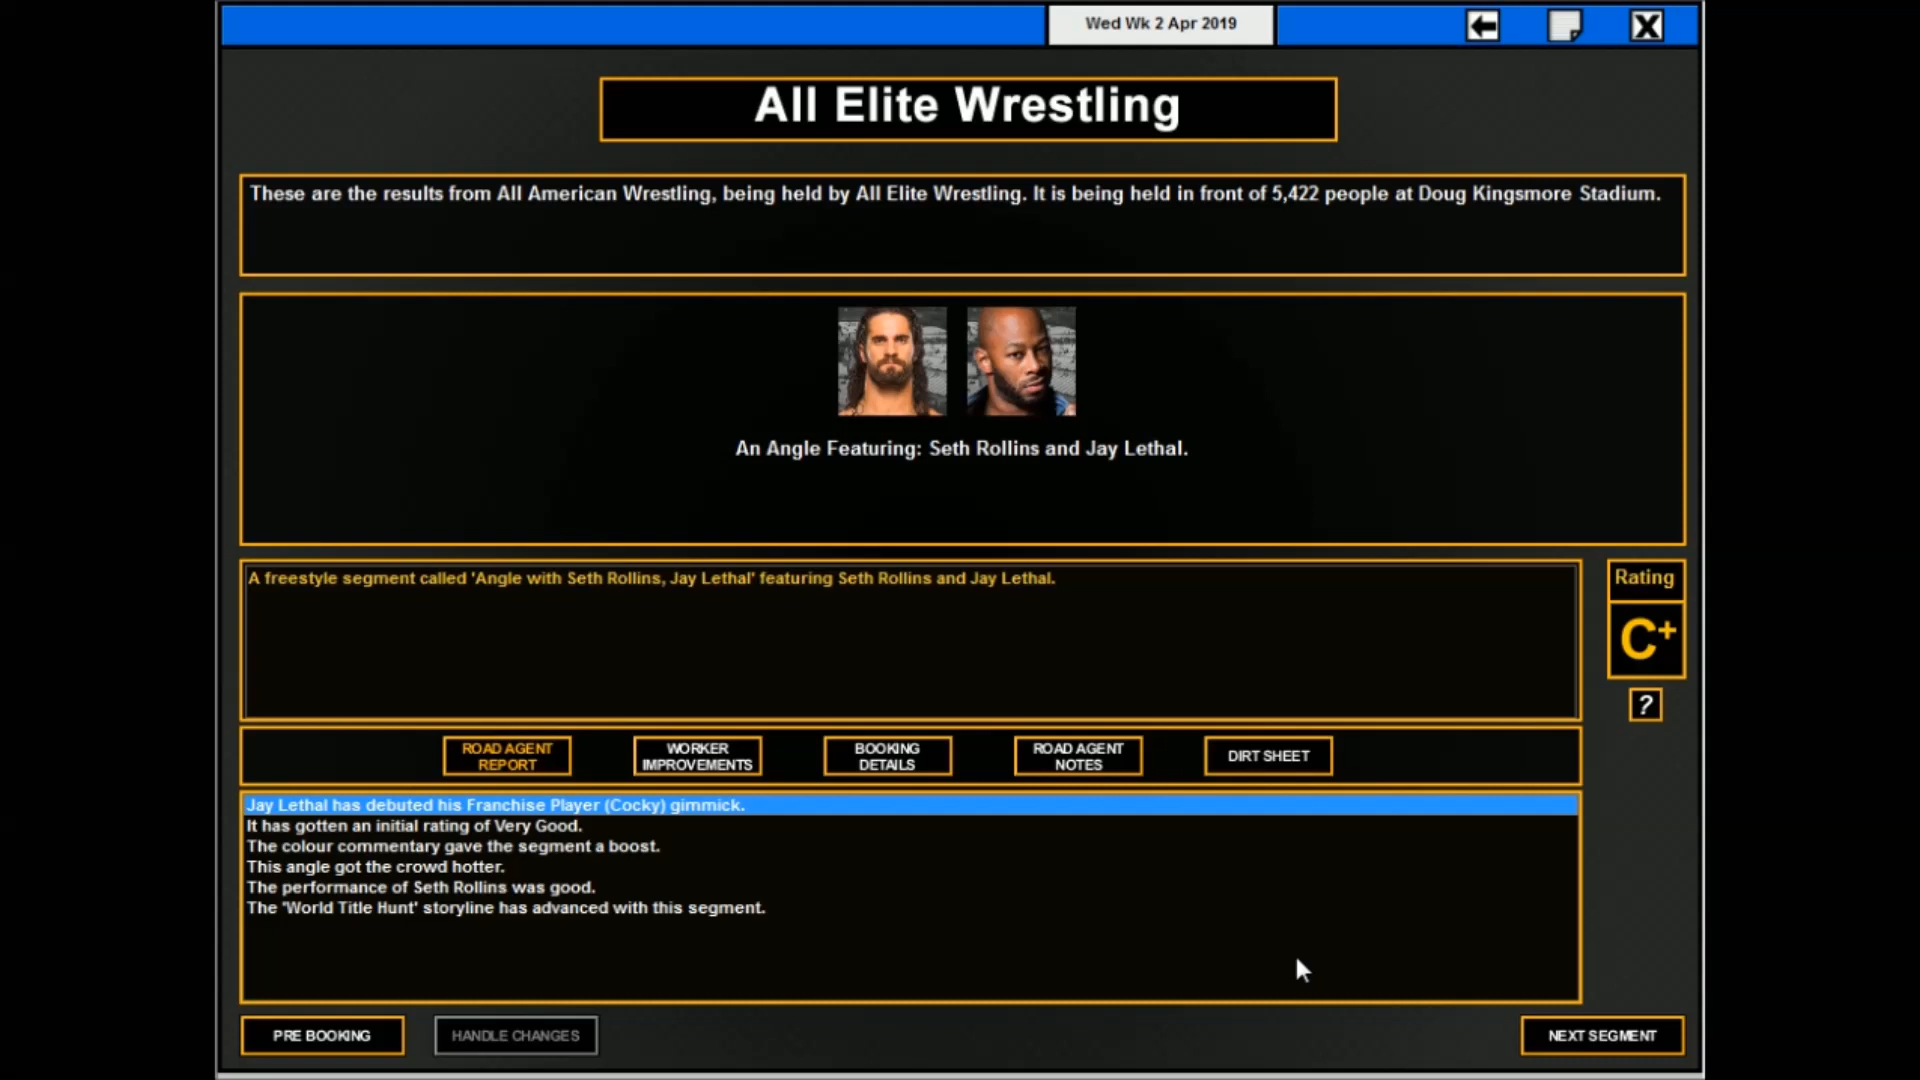 Wed Wk 2 Apr 2019
X
All Elite Wrestling
These are the results from All American Wrestling, being held by All Elite Wrestling. It is being held in front of 5,422 people at Doug Kingsmore Stadium.
An Angle Featuring: Seth Rollins and Jay Lethal.
A freestyle segment called 'Angle with Seth Rollins, Jay Lethal' featuring Seth Rollins and Jay Lethal.
Rating
C+
?
ROAD AGENT
REPORT
WORKER
IMPROVEMENTS
BOOKING
DETAILS
ROAD AGENT
NOTES
DIRT SHEET
Jay Lethal has debuted his Franchise Player (Cocky) gimmick.
It has gotten an initial rating of Very Good.
The colour commentary gave the segment a boost.
This angle got the crowd hotter.
The performance of Seth Rollins was good.
The 'World Title Hunt' storyline has advanced with this segment.
PRE BOOKING
HANDLE CHANGES
NEXT SEGMENT